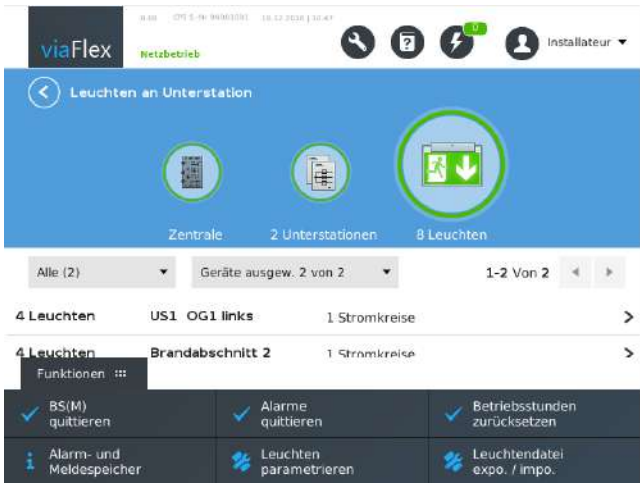 viaFlex
Netzbetrieb
0
Installateur
Leuchten an Unterstation
Zentrale
2 Unterstationen
8 Leuchten
Alle (2)
Geräte ausgew. 2 von 2
1-2 Von 2
4 Leuchten US1 OG1 links 1 Stromkreise
4 Leuchten Brandabschnitt 2 1 Stromkreise
Funktionen
BS(M)
quittieren
Alarme
quittieren
Betriebsstunden
zurücksetzen
Alarm- und
Meldespeicher
Leuchten
parametrieren
Leuchtendatei
expo. / impo.